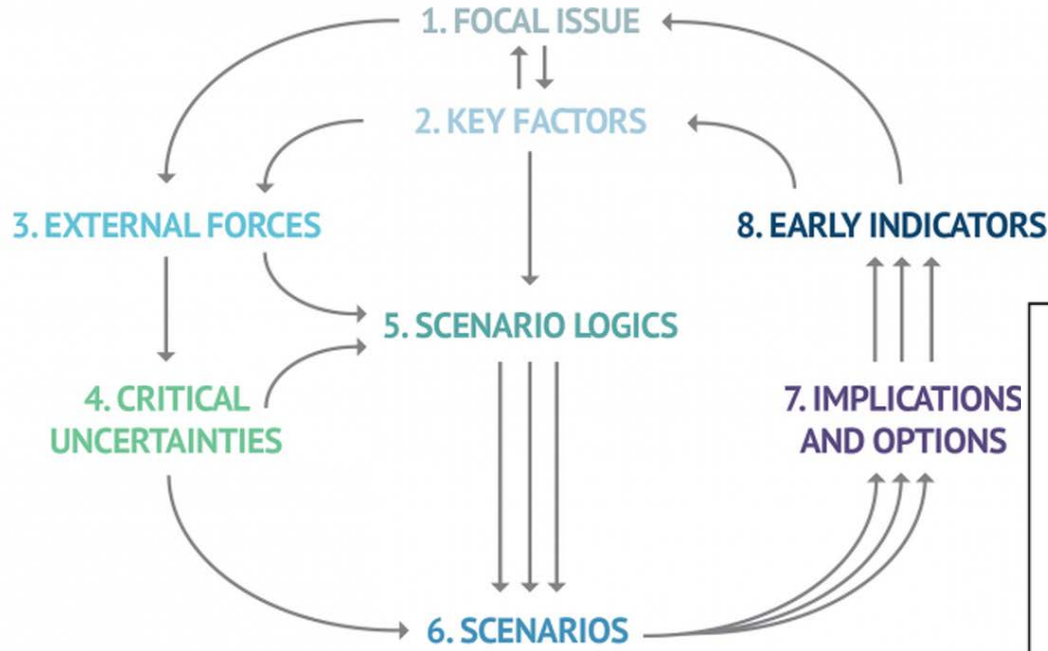 1. FOCAL ISSUE
2. KEY FACTORS
3. EXTERNAL FORCES
8. EARLY INDICATORS
5. SCENARIO LOGICS
4. CRITICAL
UNCERTAINTIES
7. IMPLICATIONS
AND OPTIONS
6. SCENARIOS